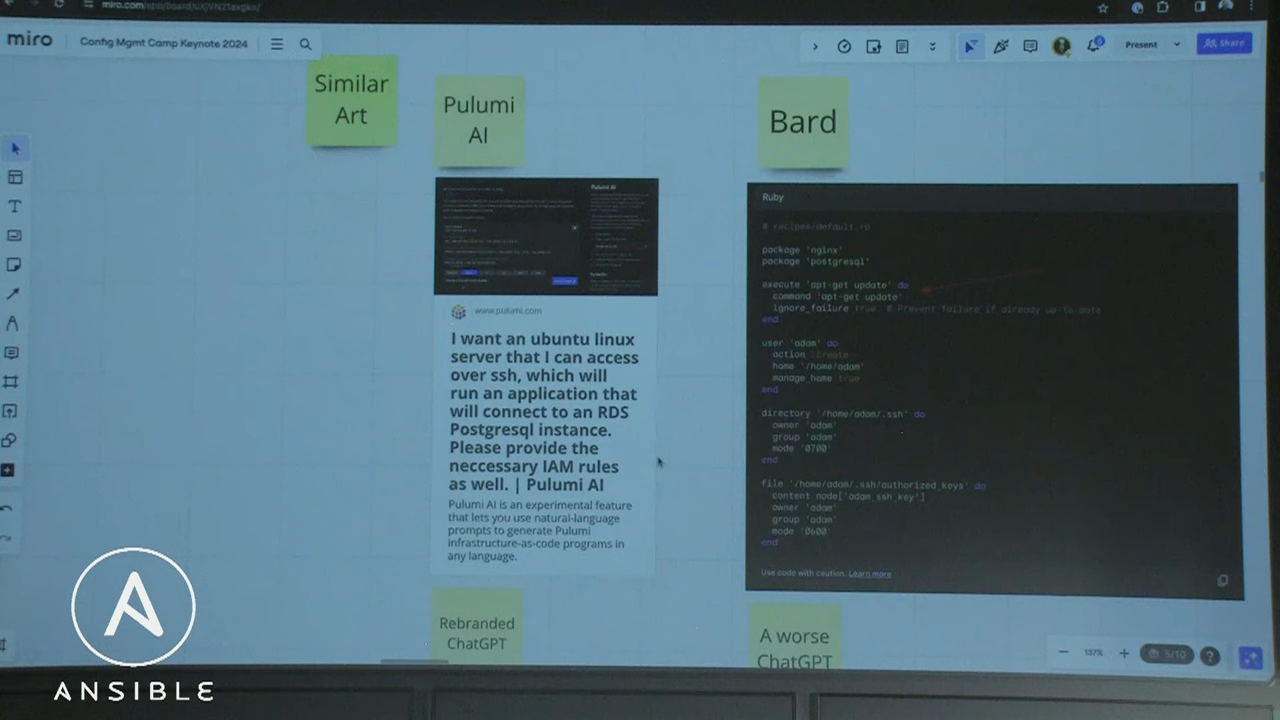 miro.com/app/board/uXjVN21axgka/
miro
Config Mgmt Camp Keynote 2024
Present
Share
Similar
Art
Pulumi
AI
Bard
Pulumi AI
www.pulumi.com
I want an ubuntu linux
server that I can access
over ssh, which will
run an application that
will connect to an RDS
Postgresql instance.
Please provide the
neccessary IAM rules
as well. | Pulumi AI
Pulumi AI is an experimental feature
that lets you use natural-language
prompts to generate Pulumi
infrastructure-as-code programs in
any language.
Rebranded
ChatGPT
Ruby
# recipes/default.rb
package 'nginx'
package 'postgresql'
execute 'apt-get update' do
command 'apt-get update'
ignore_failure true # Prevent failure if already up-to-date
end
user 'adam' do
action :create
home '/home/adam'
manage_home true
end
directory '/home/adam/.ssh' do
owner 'adam'
group 'adam'
mode '0700'
end
file '/home/adam/.ssh/authorized_keys' do
content node['adam_ssh_key']
owner 'adam'
group 'adam'
mode '0600'
end
Use code with caution. Learn more
A worse
ChatGPT
137%
5/10
ANSIBLE